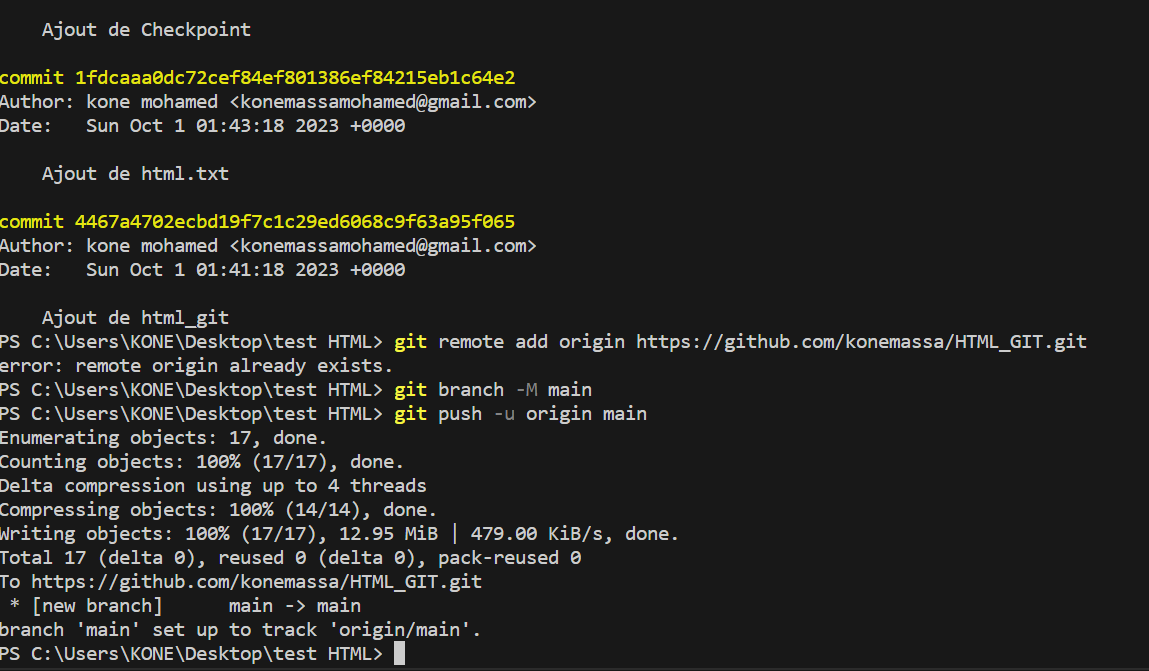 Ajout de Checkpoint
commit 1fdcaaa0dc72cef84ef801386ef84215eb1c64e2
Author: kone mohamed <konemassamohamed@gmail.com>
Date:   Sun Oct 1 01:43:18 2023 +0000
Ajout de html.txt
commit 4467a4702ecbd19f7c1c29ed6068c9f63a95f065
Author: kone mohamed <konemassamohamed@gmail.com>
Date:   Sun Oct 1 01:41:18 2023 +0000
Ajout de html_git
PS C:\Users\KONE\Desktop\test HTML> git remote add origin https://github.com/konemassa/HTML_GIT.git
error: remote origin already exists.
PS C:\Users\KONE\Desktop\test HTML> git branch -M main
PS C:\Users\KONE\Desktop\test HTML> git push -u origin main
Enumerating objects: 17, done.
Counting objects: 100% (17/17), done.
Delta compression using up to 4 threads
Compressing objects: 100% (14/14), done.
Writing objects: 100% (17/17), 12.95 MiB | 479.00 KiB/s, done.
Total 17 (delta 0), reused 0 (delta 0), pack-reused 0
To https://github.com/konemassa/HTML_GIT.git
 * [new branch]      main -> main
branch 'main' set up to track 'origin/main'.
PS C:\Users\KONE\Desktop\test HTML>